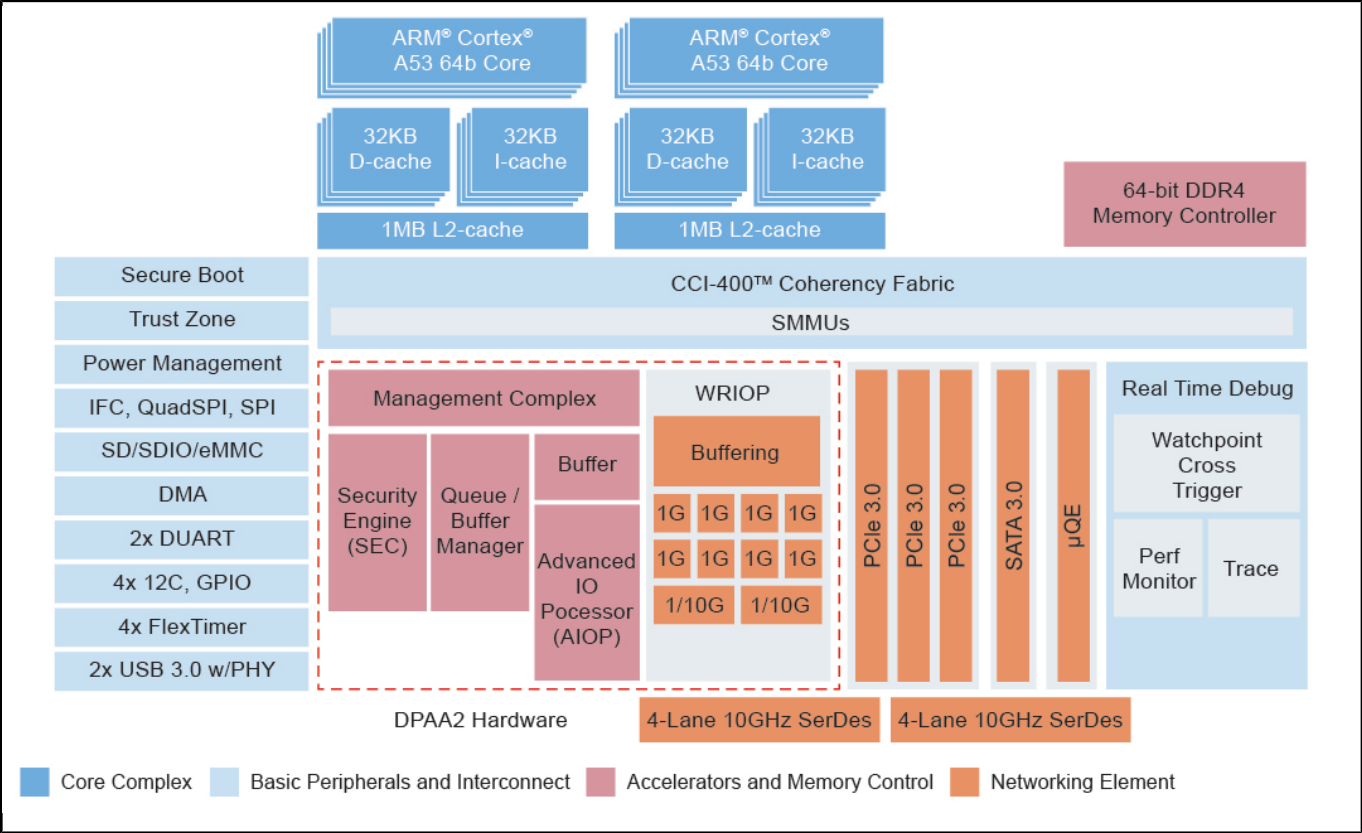 ARM® Cortex®
A53 64b Core
ARM® Cortex®
A53 64b Core
32KB
D-cache
32KB
I-cache
32KB
D-cache
32KB
I-cache
1MB L2-cache
1MB L2-cache
64-bit DDR4
Memory Controller
Secure Boot
Trust Zone
Power Management
IFC, QuadSPI, SPI
SD/SDIO/eMMC
DMA
2x DUART
4x 12C, GPIO
4x FlexTimer
2x USB 3.0 w/PHY
CCI-400™ Coherency Fabric
SMMUs
Management Complex
Security
Engine
(SEC)
Queue /
Buffer
Manager
Buffer
Advanced
IO
Pocessor
(AIOP)
WRIOP
Buffering
1G 1G 1G 1G
1G 1G 1G 1G
1/10G 1/10G
PCIe 3.0
PCIe 3.0
PCIe 3.0
SATA 3.0
µQE
Real Time Debug
Watchpoint
Cross
Trigger
Perf
Monitor
Trace
DPAA2 Hardware
4-Lane 10GHz SerDes
4-Lane 10GHz SerDes
Core Complex
Basic Peripherals and Interconnect
Accelerators and Memory Control
Networking Element